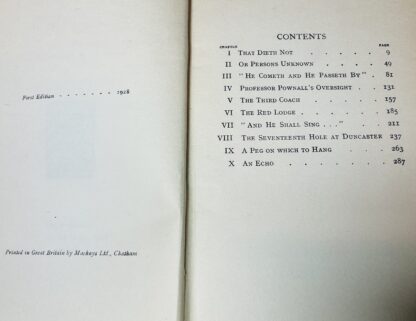 First Edition . . . . . . . 1928
Printed in Great Britain by Mackays Ltd., Chatham
CONTENTS
CHAPTER PAGE
I That Dieth Not . . . . . 9
II Or Persons Unknown . . . . 49
III "He Cometh and He Passeth By" . . 81
IV Professor Pownall's Oversight . . 131
V The Third Coach . . . . . 157
VI The Red Lodge . . . . . 185
VII "And He Shall Sing . . ." . . . 211
VIII The Seventeenth Hole at Duncaster 237
IX A Peg on which to Hang . . . 263
X An Echo . . . . . . . 287